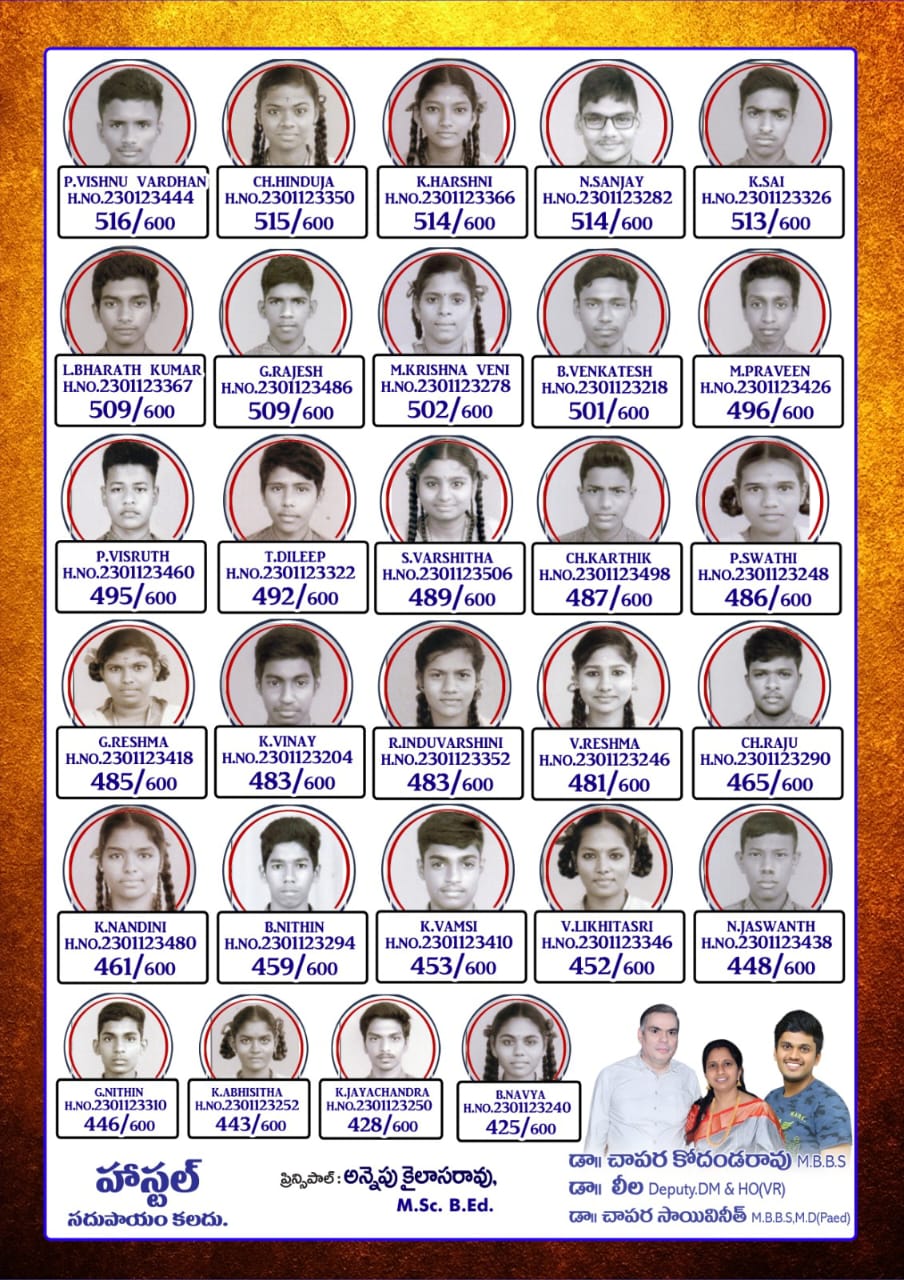 P.VISHNU VARDHAN
H.NO.230123444
516/600
CH.HINDUJA
H.NO.2301123350
515/600
K.HARSHNI
H.NO.2301123366
514/600
N.SANJAY
H.NO.2301123282
514/600
K.SAI
H.NO.2301123326
513/600
L.BHARATH KUMAR
H.NO.2301123367
509/600
G.RAJESH
H.NO.2301123486
509/600
M.KRISHNA VENI
H.NO.2301123278
502/600
B.VENKATESH
H.NO.2301123218
501/600
M.PRAVEEN
H.NO.2301123426
496/600
P.VISRUTH
H.NO.2301123460
495/600
T.DILEEP
H.NO.2301123322
492/600
S.VARSHITHA
H.NO.2301123506
489/600
CH.KARTHIK
H.NO.2301123498
487/600
P.SWATHI
H.NO.2301123248
486/600
G.RESHMA
H.NO.2301123418
485/600
K.VINAY
H.NO.2301123204
483/600
R.INDUVARSHINI
H.NO.2301123352
483/600
V.RESHMA
H.NO.2301123246
481/600
CH.RAJU
H.NO.2301123290
465/600
K.NANDINI
H.NO.2301123480
461/600
B.NITHIN
H.NO.2301123294
459/600
K.VAMSI
H.NO.2301123410
453/600
V.LIKHITASRI
H.NO.2301123346
452/600
N.JASWANTH
H.NO.2301123438
448/600
G.NITHIN
H.NO.2301123310
446/600
K.ABHISITHA
H.NO.2301123252
443/600
K.JAYACHANDRA
H.NO.2301123250
428/600
B.NAVYA
H.NO.2301123240
425/600
హాస్టల్
సదుపాయం కలదు.
ప్రిన్సిపాల్ : అన్నెపు కైలాసరావు,
M.Sc. B.Ed.
డా॥ చాపర కోదండరావు M.B.B.S
డా॥ లీల Deputy.DM & HO(VR)
డా॥ చాపర సాయివినీత్ M.B.B.S,M.D(Paed)